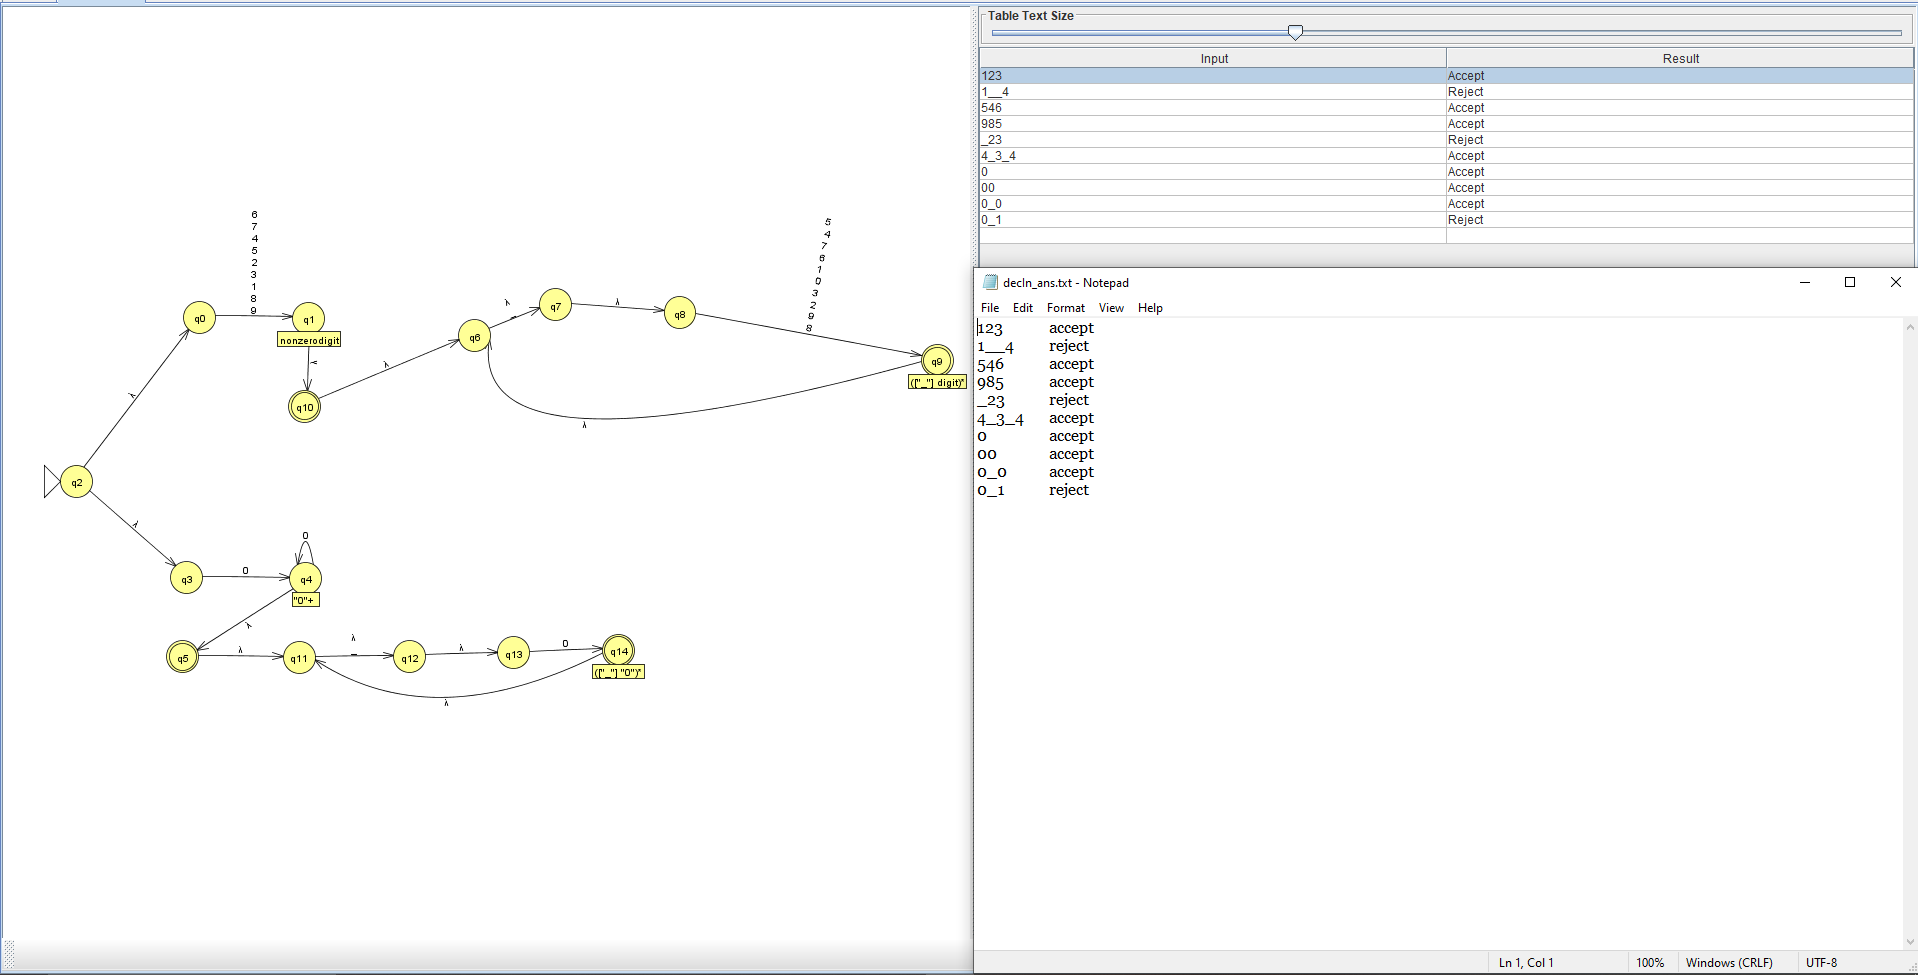 Table Text Size
Input Result
123 Accept
1__4 Reject
546 Accept
985 Accept
_23 Reject
4_3_4 Accept
0 Accept
00 Accept
0_0 Accept
0_1 Reject
decIn_ans.txt - Notepad
File Edit Format View Help
123 accept
1__4 reject
546 accept
985 accept
_23 reject
4_3_4 accept
0 accept
00 accept
0_0 accept
0_1 reject
Ln 1, Col 1 100% Windows (CRLF) UTF-8
6
7
4
5
2
3
1
8
9
5
4
7
6
1
0
3
2
9
8
q0
q1
nonzerodigit
λ
q10
λ
q6
λ
_
q7
λ
q8
q9
(["_"] digit)*
λ
λ
q2
λ
q3
0
0
q4
"0"+
λ
q5
λ
q11
λ
_
q12
λ
q13
0
q14
(["_"] "0")*
λ